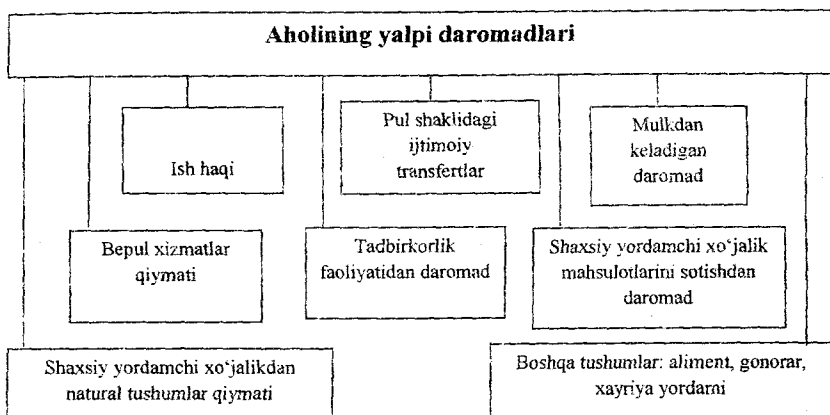 Aholining yalpi daromadlari
Ish haqi
Pul shaklidagi
ijtimoiy
transfertlar
Mulkdan
keladigan
daromad
Bepul xizmatlar
qiymati
Tadbirkorlik
faoliyatidan daromad
Shaxsiy yordamchi xo‘jalik
mahsulotlarini sotishdan
daromad
Shaxsiy yordamchi xo‘jalikdan
natural tushumlar qiymati
Boshqa tushumlar: aliment, gonorar,
xayriya yordami